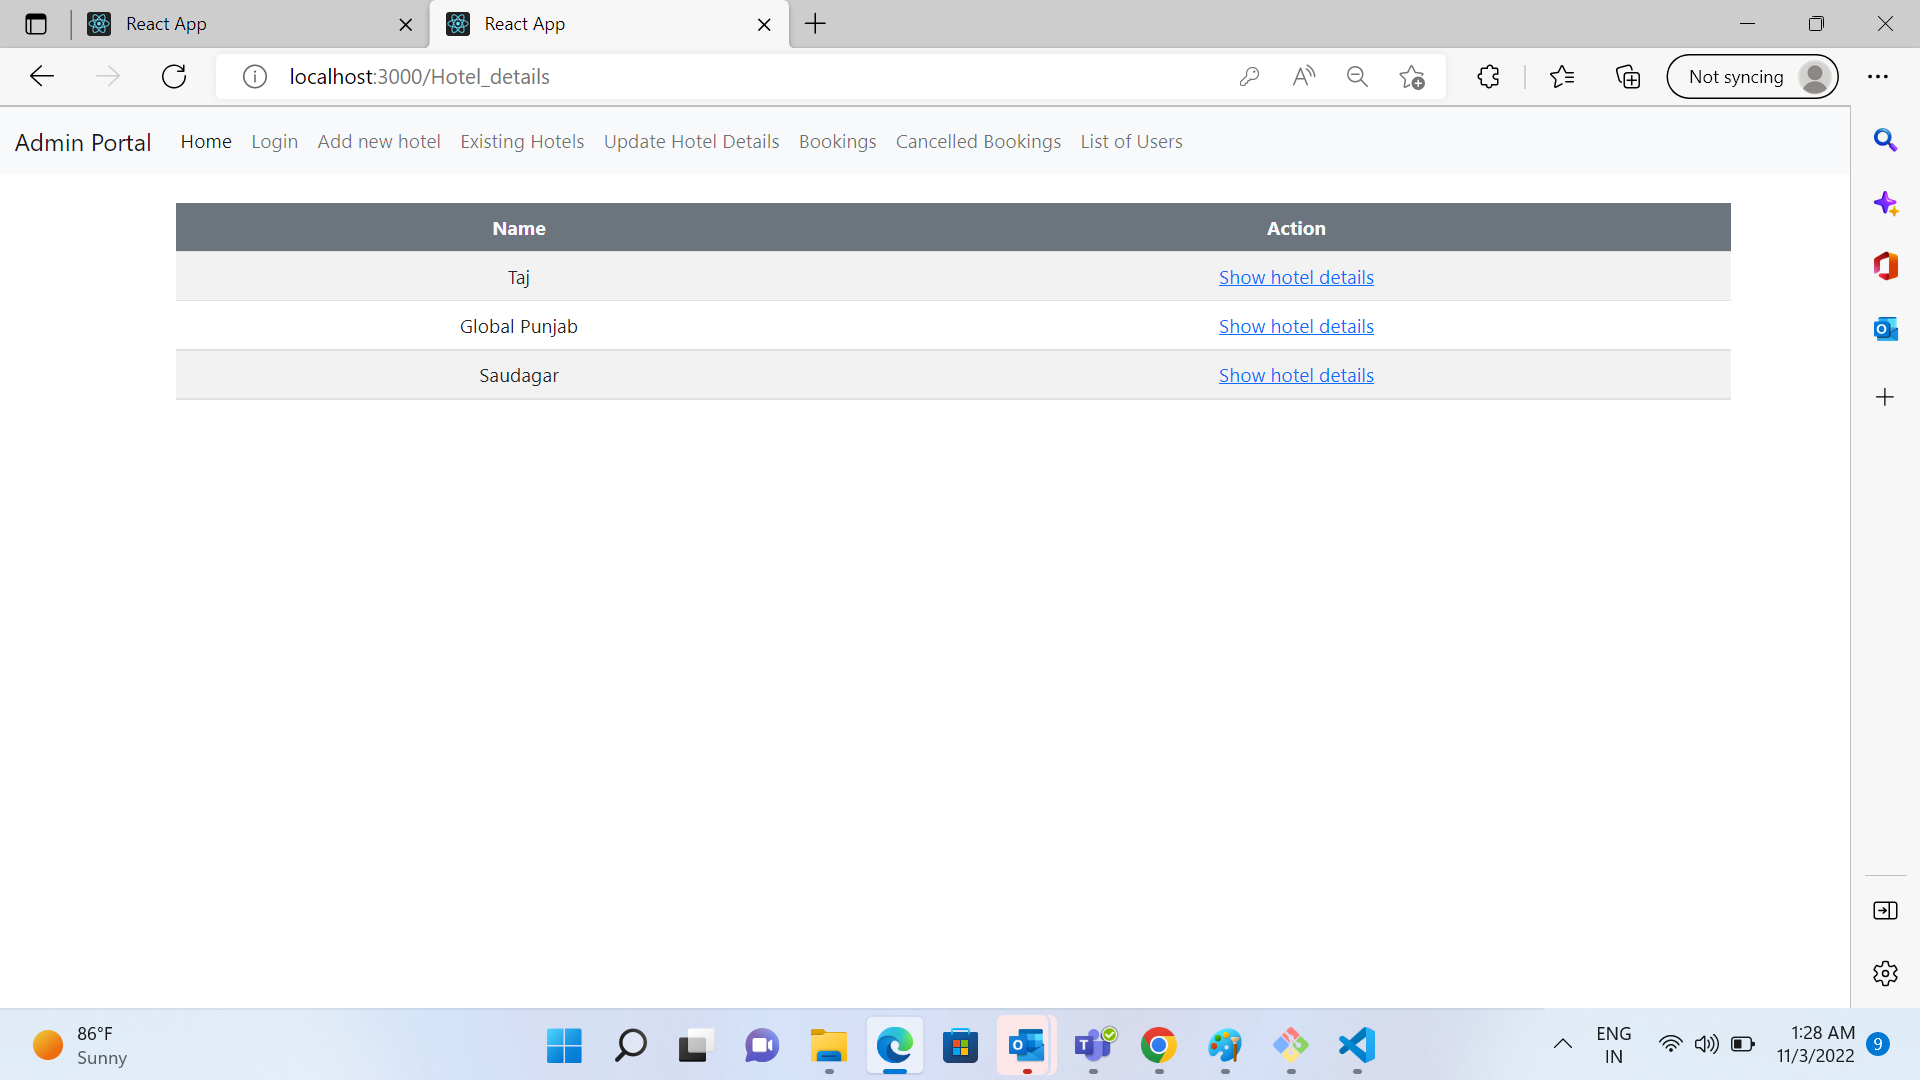 React App
React App
localhost:3000/Hotel_details
Not syncing
Admin Portal Home Login Add new hotel Existing Hotels Update Hotel Details Bookings Cancelled Bookings List of Users
Name Action
Taj Show hotel details
Global Punjab Show hotel details
Saudagar Show hotel details
86°F
Sunny
ENG
IN
1:28 AM
11/3/2022
9